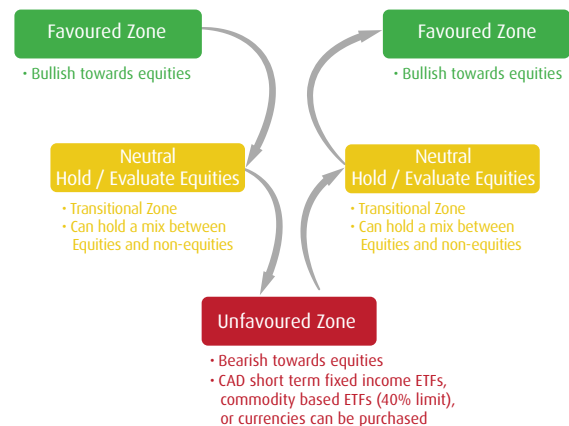 Favoured Zone
• Bullish towards equities
Neutral
Hold / Evaluate Equities
• Transitional Zone
• Can hold a mix between
Equities and non-equities
Unfavoured Zone
• Bearish towards equities
• CAD short term fixed income ETFs,
commodity based ETFs (40% limit),
or currencies can be purchased
Favoured Zone
• Bullish towards equities
Neutral
Hold / Evaluate Equities
• Transitional Zone
• Can hold a mix between
Equities and non-equities